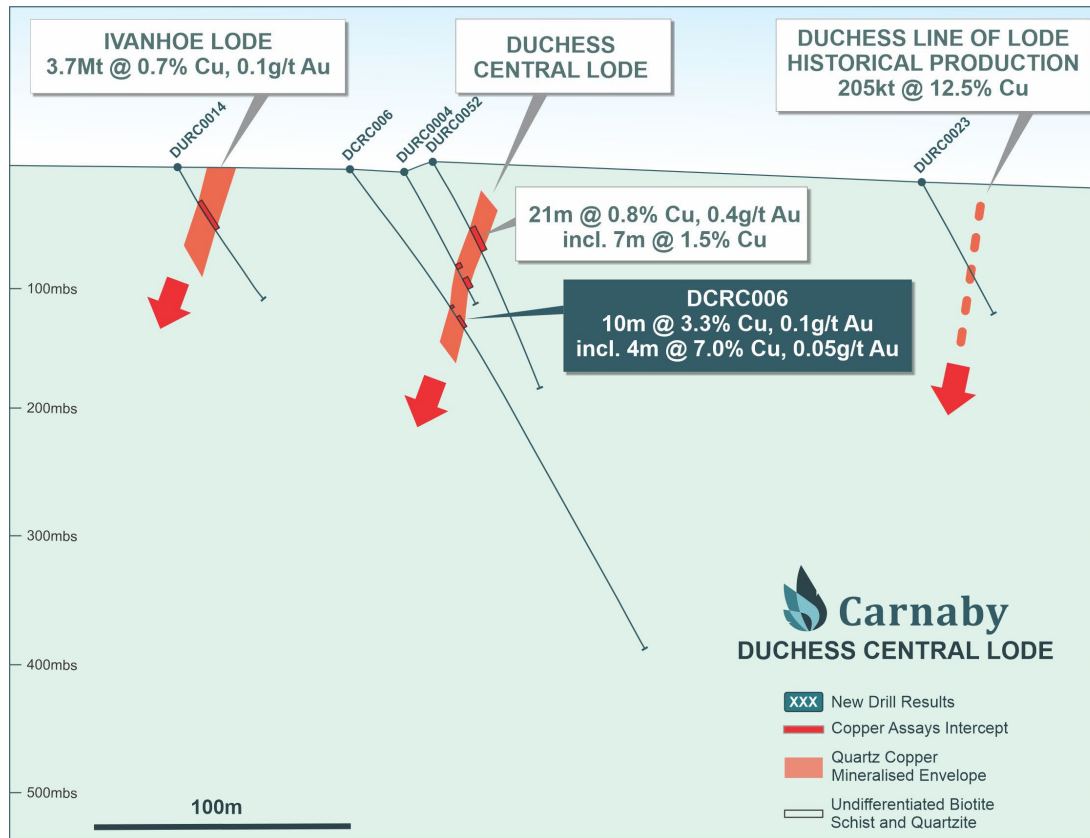 IVANHOE LODE
3.7Mt @ 0.7% Cu, 0.1g/t Au
DUCHESS
CENTRAL LODE
DUCHESS LINE OF LODE
HISTORICAL PRODUCTION
205kt @ 12.5% Cu
DURC0014
DCRC006
DURC0004
DURC0052
DURC0023
21m @ 0.8% Cu, 0.4g/t Au
incl. 7m @ 1.5% Cu
DCRC006
10m @ 3.3% Cu, 0.1g/t Au
incl. 4m @ 7.0% Cu, 0.05g/t Au
100mbs
200mbs
300mbs
400mbs
500mbs
100m
Carnaby
DUCHESS CENTRAL LODE
XXX New Drill Results
Copper Assays Intercept
Quartz Copper
Mineralised Envelope
Undifferentiated Biotite
Schist and Quartzite